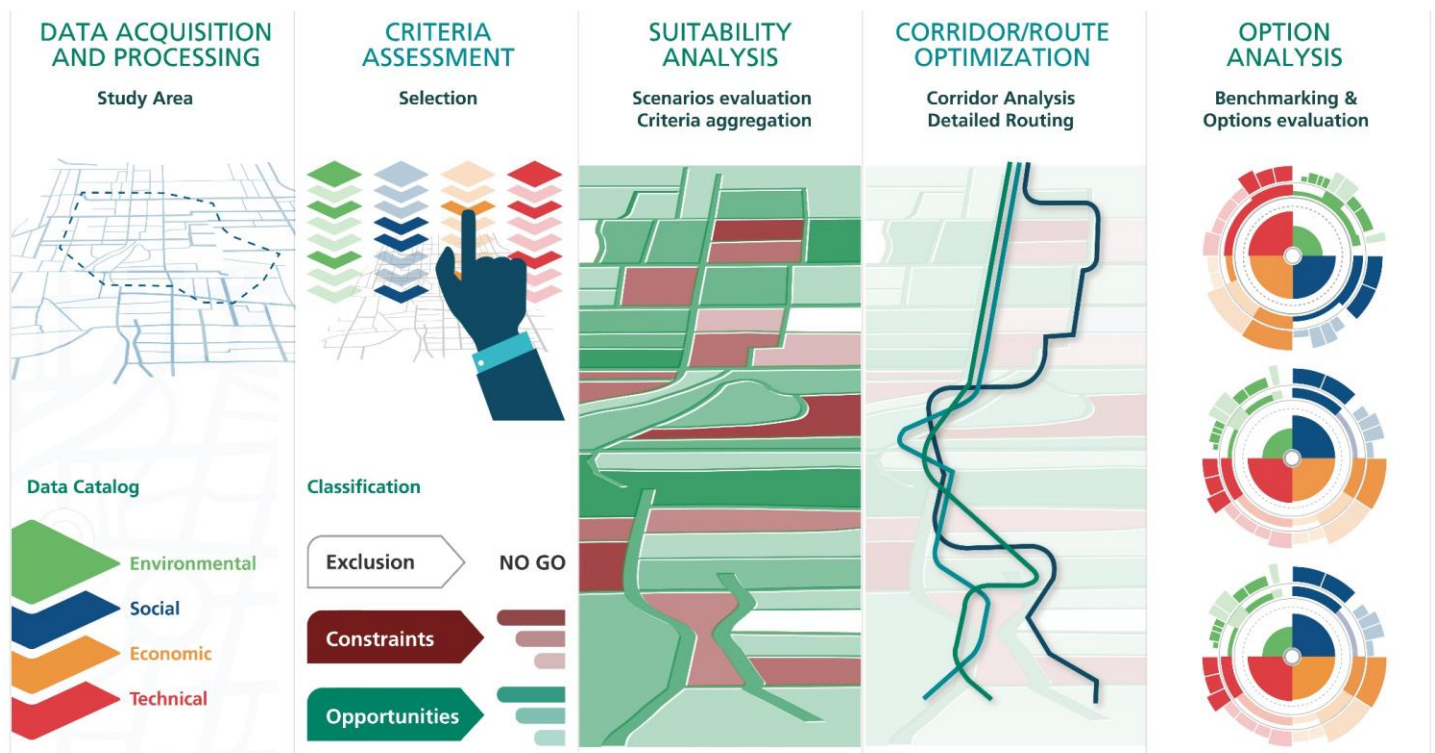 DATA ACQUISITION
AND PROCESSING
Study Area
Data Catalog
Environmental
Social
Economic
Technical
CRITERIA
ASSESSMENT
Selection
Classification
Exclusion
NO GO
Constraints
Opportunities
SUITABILITY
ANALYSIS
Scenarios evaluation
Criteria aggregation
CORRIDOR/ROUTE
OPTIMIZATION
Corridor Analysis
Detailed Routing
OPTION
ANALYSIS
Benchmarking &
Options evaluation